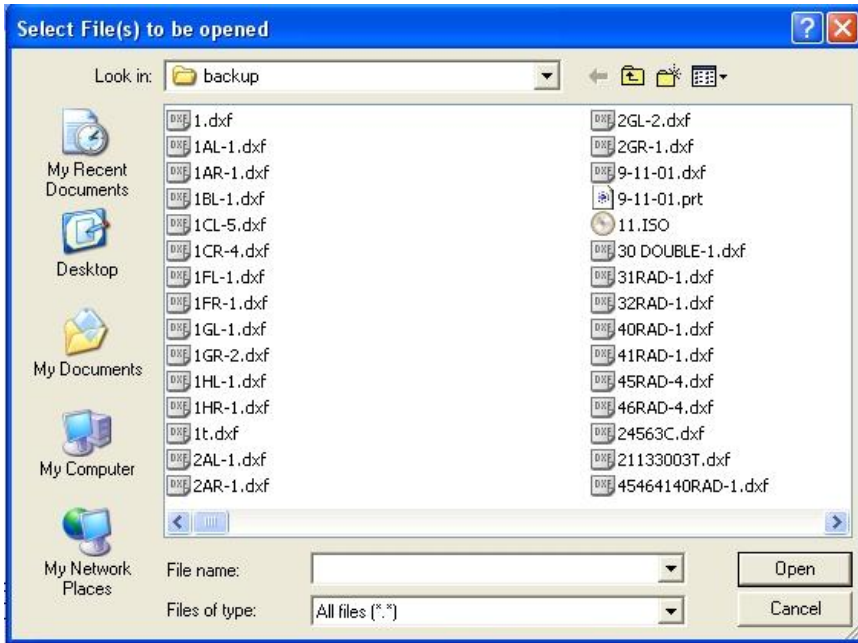 Select File(s) to be opened
Look in: backup
My Recent
Documents
Desktop
My Documents
My Computer
My Network
Places
1.dxf
1AL-1.dxf
1AR-1.dxf
1BL-1.dxf
1CL-5.dxf
1CR-4.dxf
1FL-1.dxf
1FR-1.dxf
1GL-1.dxf
1GR-2.dxf
1HL-1.dxf
1HR-1.dxf
1t.dxf
2AL-1.dxf
2AR-1.dxf
2GL-2.dxf
2GR-1.dxf
9-11-01.dxf
9-11-01.prt
11.ISO
30 DOUBLE-1.dxf
31RAD-1.dxf
32RAD-1.dxf
40RAD-1.dxf
41RAD-1.dxf
45RAD-4.dxf
46RAD-4.dxf
24563C.dxf
21133003T.dxf
45464140RAD-1.dxf
File name:
Open
Files of type: All files (*.*)
Cancel